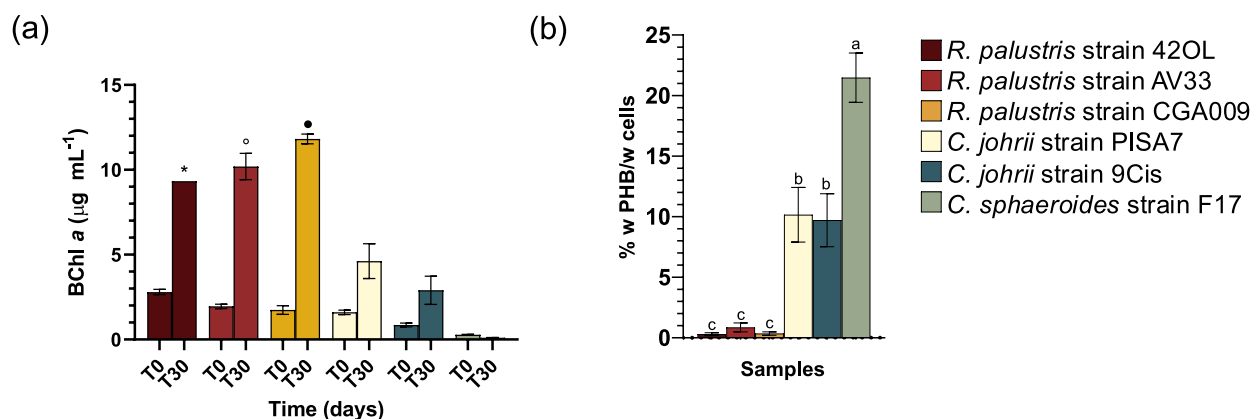 (a)
BChl a (μg mL⁻¹)
15
10
5
0
*
°
●
T0
T30
T0
T30
T0
T30
T0
T30
T0
T30
T0
T30
Time (days)
(b)
% w PHB/w cells
25
20
15
10
5
0
c
c
c
b
b
a
Samples
R. palustris strain 42OL
R. palustris strain AV33
R. palustris strain CGA009
C. johrii strain PISA7
C. johrii strain 9Cis
C. sphaeroides strain F17